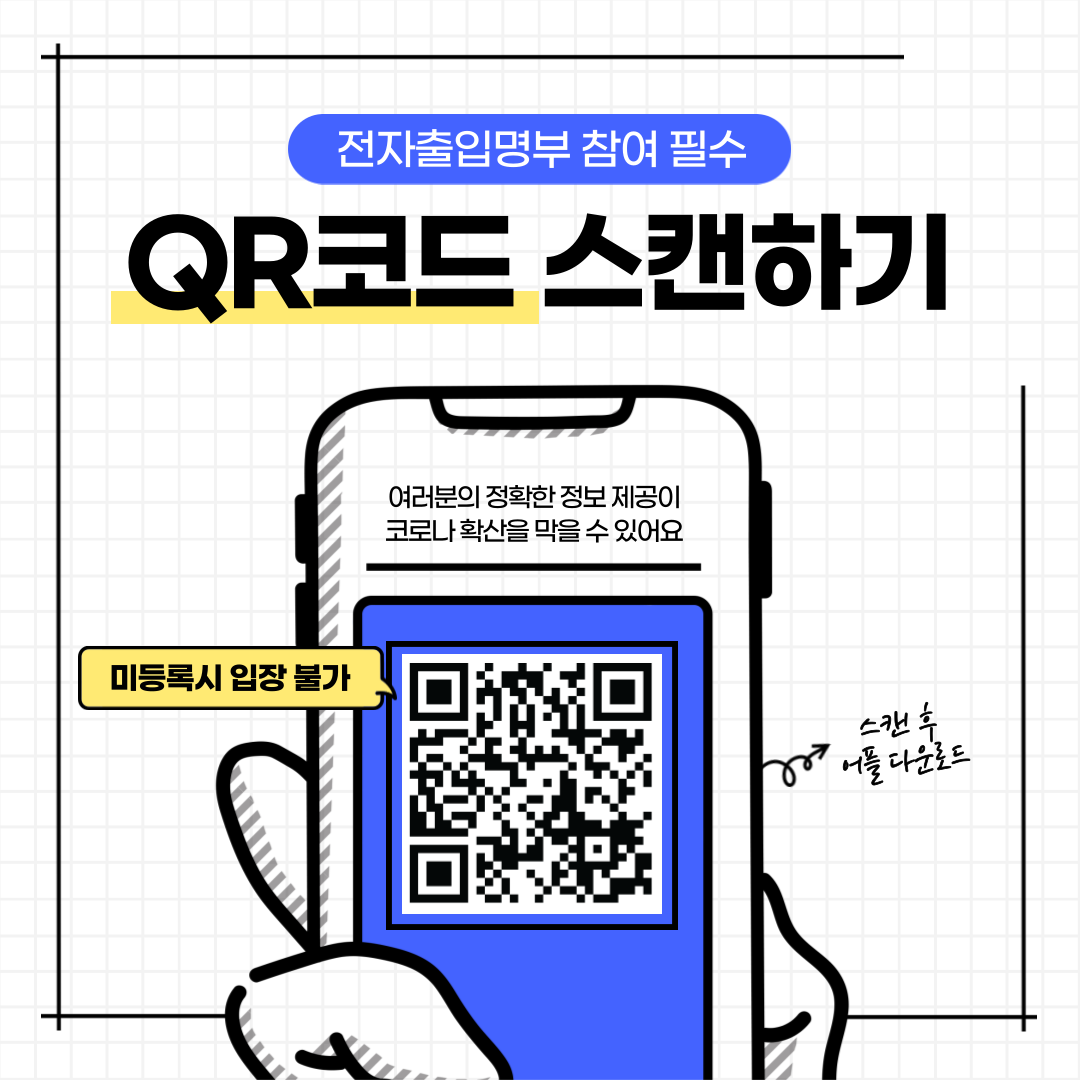 전자출입명부 참여 필수
QR코드 스캔하기
여러분의 정확한 정보 제공이
코로나 확산을 막을 수 있어요
미등록시 입장 불가
스캔 후
어플 다운로드